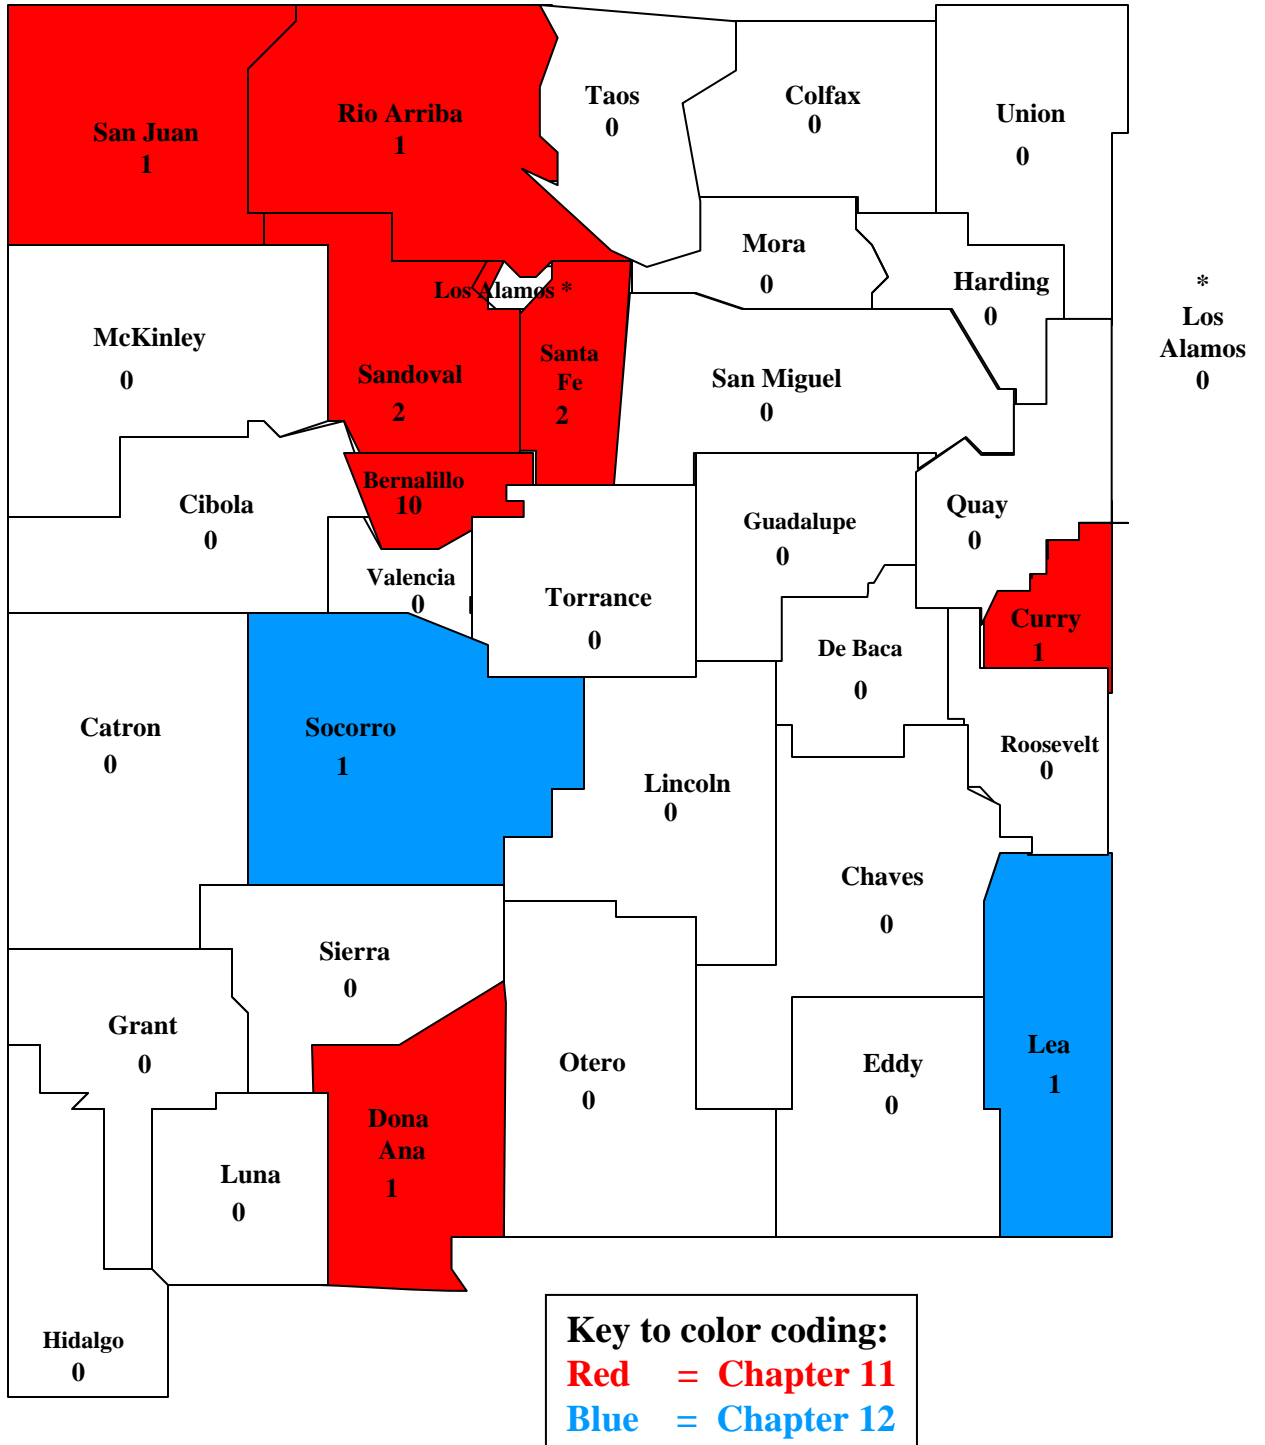 Taos
0
Colfax
0
Union
0
Rio Arriba
1
San Juan
1
Mora
0
Harding
0
Los Alamos *
*
Los
Alamos
0
McKinley
0
Sandoval
2
Santa
Fe
2
San Miguel
0
Bernalillo
10
Cibola
0
Guadalupe
0
Quay
0
Valencia
0
Torrance
0
Curry
1
De Baca
0
Catron
0
Socorro
1
Roosevelt
0
Lincoln
0
Chaves
0
Sierra
0
Grant
0
Otero
0
Eddy
0
Lea
1
Dona
Ana
1
Luna
0
Hidalgo
0
Key to color coding:
Red = Chapter 11
Blue = Chapter 12